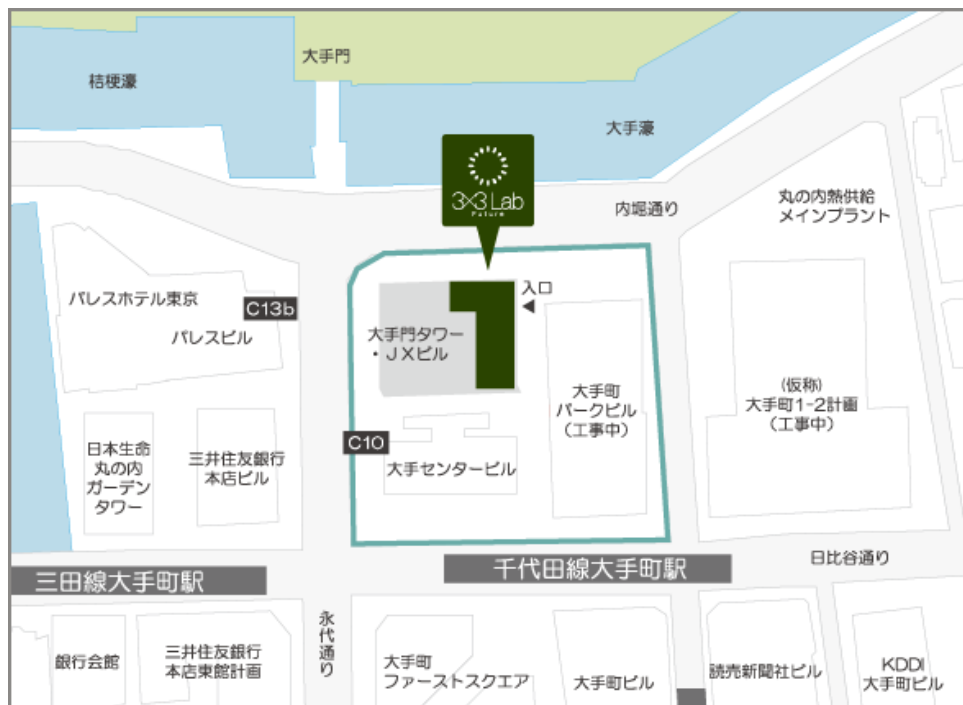 大手門
桔梗濠
大手濠
3×3 Lab
Future
内堀通り
丸の内熱供給
メインプラント
入口
パレスホテル東京
C13b
パレスビル
大手門タワー
・JXビル
大手町
パークビル
（工事中）
(仮称)
大手町1-2計画
（工事中）
C10
日本生命
丸の内
ガーデン
タワー
三井住友銀行
本店ビル
大手センタービル
日比谷通り
三田線大手町駅
千代田線大手町駅
永代通り
銀行会館
三井住友銀行
本店東館計画
大手町
ファーストスクエア
大手町ビル
読売新聞社ビル
KDDI
大手町ビル